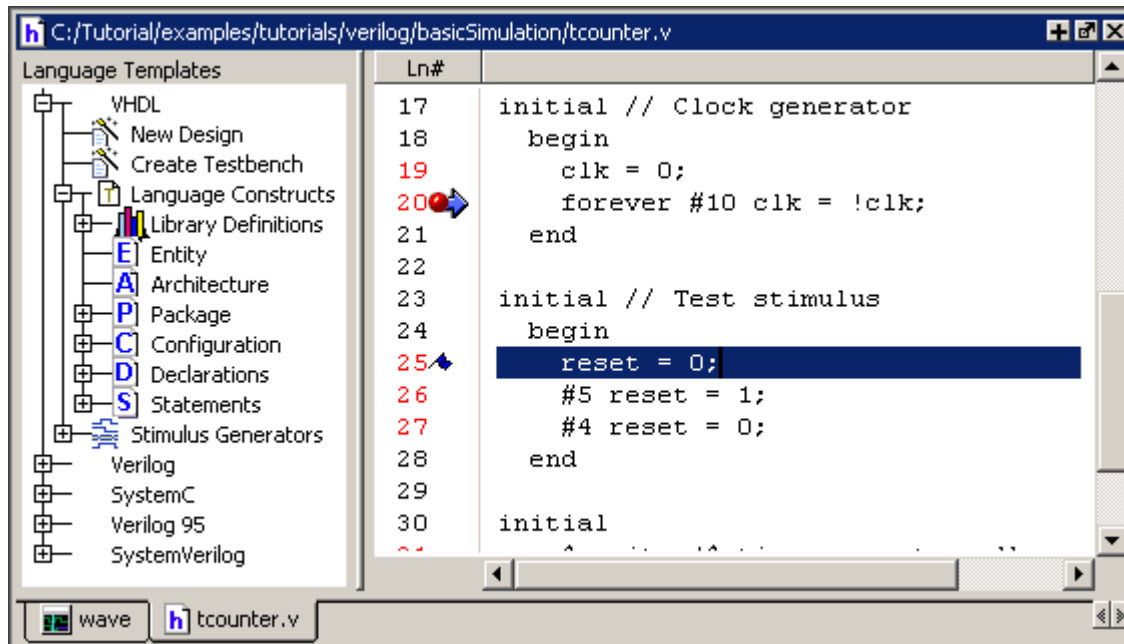 C:/Tutorial/examples/tutorials/verilog/basicSimulation/tcounter.v
Language Templates
VHDL
New Design
Create Testbench
Language Constructs
Library Definitions
E Entity
A Architecture
P Package
C Configuration
D Declarations
S Statements
Stimulus Generators
Verilog
SystemC
Verilog 95
SystemVerilog
Ln#
17 initial // Clock generator
18 begin
19 clk = 0;
20 forever #10 clk = !clk;
21 end
22
23 initial // Test stimulus
24 begin
25 reset = 0;
26 #5 reset = 1;
27 #4 reset = 0;
28 end
29
30 initial
wave
tcounter.v